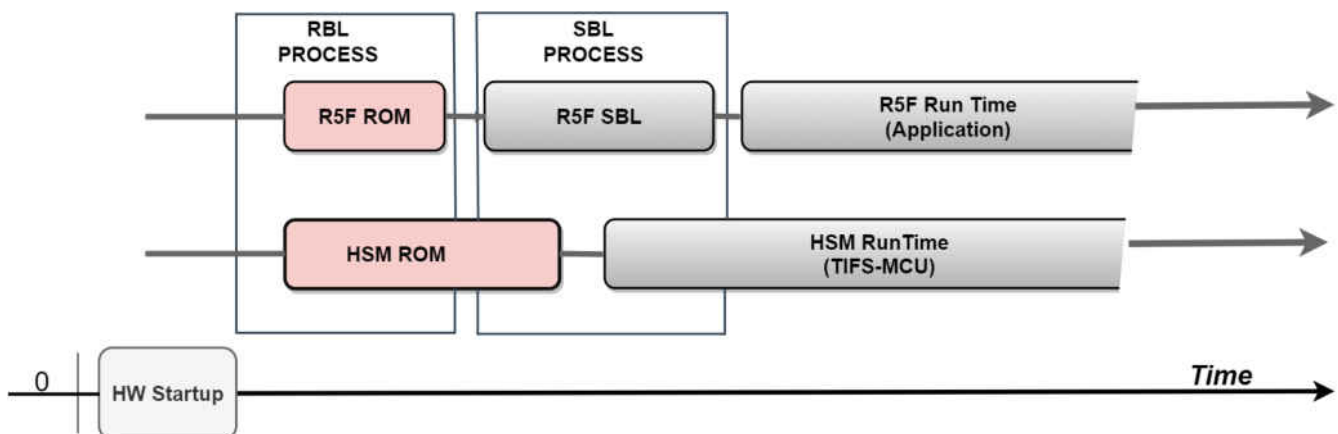 RBL
PROCESS
SBL
PROCESS
R5F ROM
R5F SBL
R5F Run Time
(Application)
HSM ROM
HSM RunTime
(TIFS-MCU)
0
HW Startup
Time